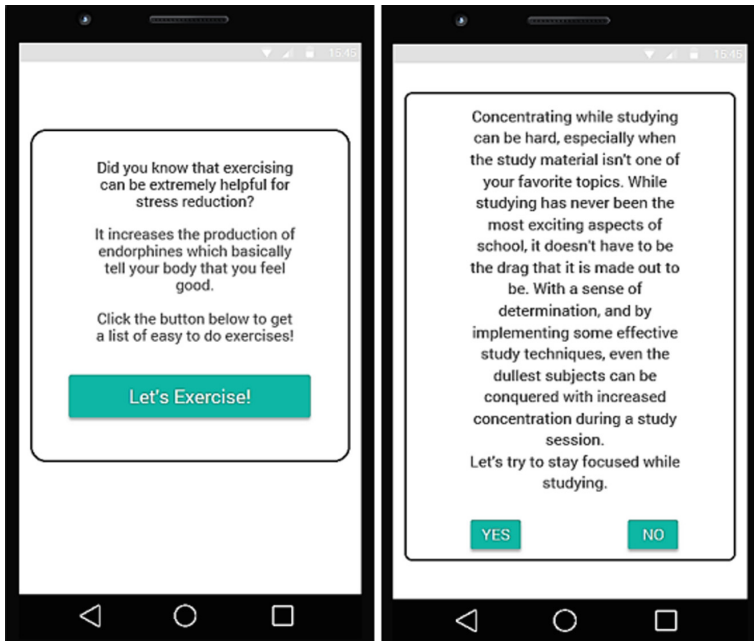 15:45
Did you know that exercising
can be extremely helpful for
stress reduction?
It increases the production of
endorphines which basically
tell your body that you feel
good.
Click the button below to get
a list of easy to do exercises!
Let's Exercise!
15:45
Concentrating while studying
can be hard, especially when
the study material isn't one of
your favorite topics. While
studying has never been the
most exciting aspects of
school, it doesn't have to be
the drag that it is made out to
be. With a sense of
determination, and by
implementing some effective
study techniques, even the
dullest subjects can be
conquered with increased
concentration during a study
session.
Let's try to stay focused while
studying.
YES
NO